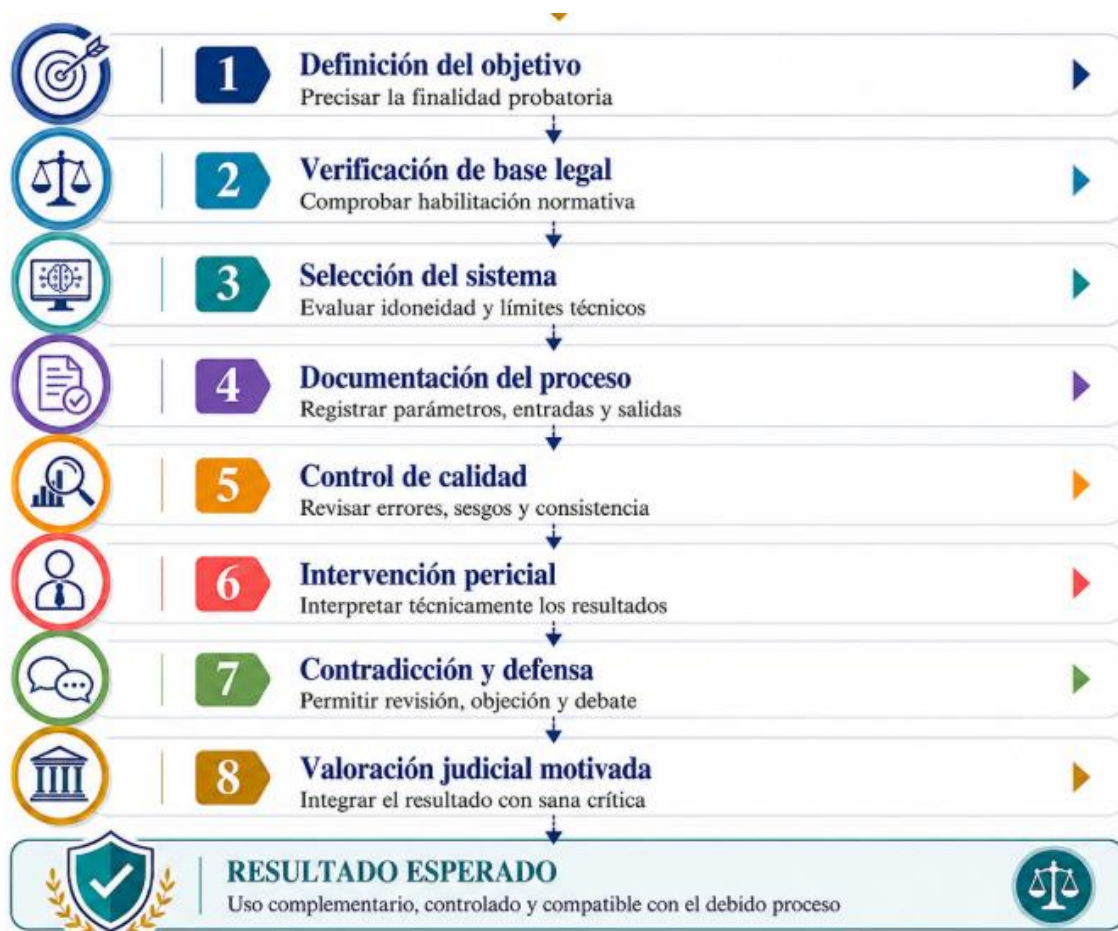 1
Definición del objetivo
Precisar la finalidad probatoria
2
Verificación de base legal
Comprobar habilitación normativa
3
Selección del sistema
Evaluar idoneidad y límites técnicos
4
Documentación del proceso
Registrar parámetros, entradas y salidas
5
Control de calidad
Revisar errores, sesgos y consistencia
6
Intervención pericial
Interpretar técnicamente los resultados
7
Contradicción y defensa
Permitir revisión, objeción y debate
8
Valoración judicial motivada
Integrar el resultado con sana crítica
RESULTADO ESPERADO
Uso complementario, controlado y compatible con el debido proceso